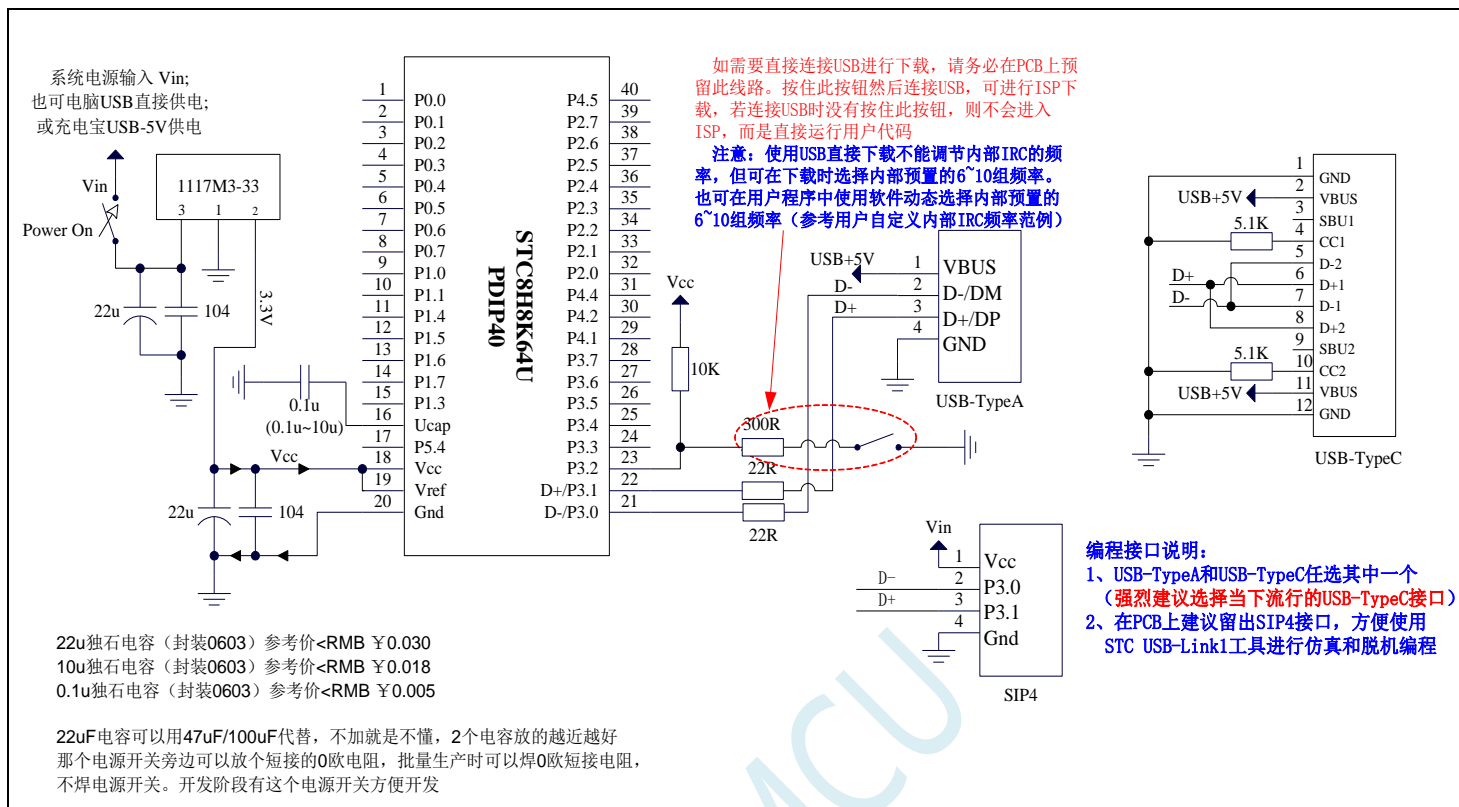 系统电源输入 Vin;
也可电脑USB直接供电;
或充电宝USB-5V供电
Vin
Power On
1117M3-33
3
1
2
22u
104
3.3V
0.1u
(0.1u~10u)
Vcc
22u
104
STC8H8K64U
PDIP40
1 P0.0
2 P0.1
3 P0.2
4 P0.3
5 P0.4
6 P0.5
7 P0.6
8 P0.7
9 P1.0
10 P1.1
11 P1.4
12 P1.5
13 P1.6
14 P1.7
15 P1.3
16 Ucap
17 P5.4
18 Vcc
19 Vref
20 Gnd
P4.5 40
P2.7 39
P2.6 38
P2.5 37
P2.4 36
P2.3 35
P2.2 34
P2.1 33
P2.0 32
P4.4 31
P4.2 30
P4.1 29
P3.7 28
P3.6 27
P3.5 26
P3.4 25
P3.3 24
P3.2 23
D+/P3.1 22
D-/P3.0 21
如需要直接连接USB进行下载，请务必在PCB上预
留此线路。按住此按钮然后连接USB，可进行ISP下
载，若连接USB时没有按住此按钮，则不会进入
ISP，而是直接运行用户代码
注意：使用USB直接下载不能调节内部IRC的频
率，但可在下载时选择内部预置的6~10组频率。
也可在用户程序中使用软件动态选择内部预置的
6~10组频率（参考用户自定义内部IRC频率范例）
Vcc
10K
300R
22R
22R
USB+5V
D-
D+
1 VBUS
2 D-/DM
3 D+/DP
4 GND
USB-TypeA
USB+5V
5.1K
D+
D-
5.1K
USB+5V
1 GND
2 VBUS
3 SBU1
4 CC1
5 D-2
6 D+1
7 D-1
8 D+2
9 SBU2
10 CC2
11 VBUS
12 GND
USB-TypeC
Vin
D-
D+
1 Vcc
2 P3.0
3 P3.1
4 Gnd
SIP4
编程接口说明：
1、USB-TypeA和USB-TypeC任选其中一个
（强烈建议选择当下流行的USB-TypeC接口）
2、在PCB上建议留出SIP4接口，方便使用
STC USB-Link1工具进行仿真和脱机编程
22u独石电容（封装0603）参考价<RMB ￥0.030
10u独石电容（封装0603）参考价<RMB ￥0.018
0.1u独石电容（封装0603）参考价<RMB ￥0.005
22uF电容可以用47uF/100uF代替，不加就是不懂，2个电容放的越近越好
那个电源开关旁边可以放个短接的0欧电阻，批量生产时可以焊0欧短接电阻，
不焊电源开关。开发阶段有这个电源开关方便开发
MCU